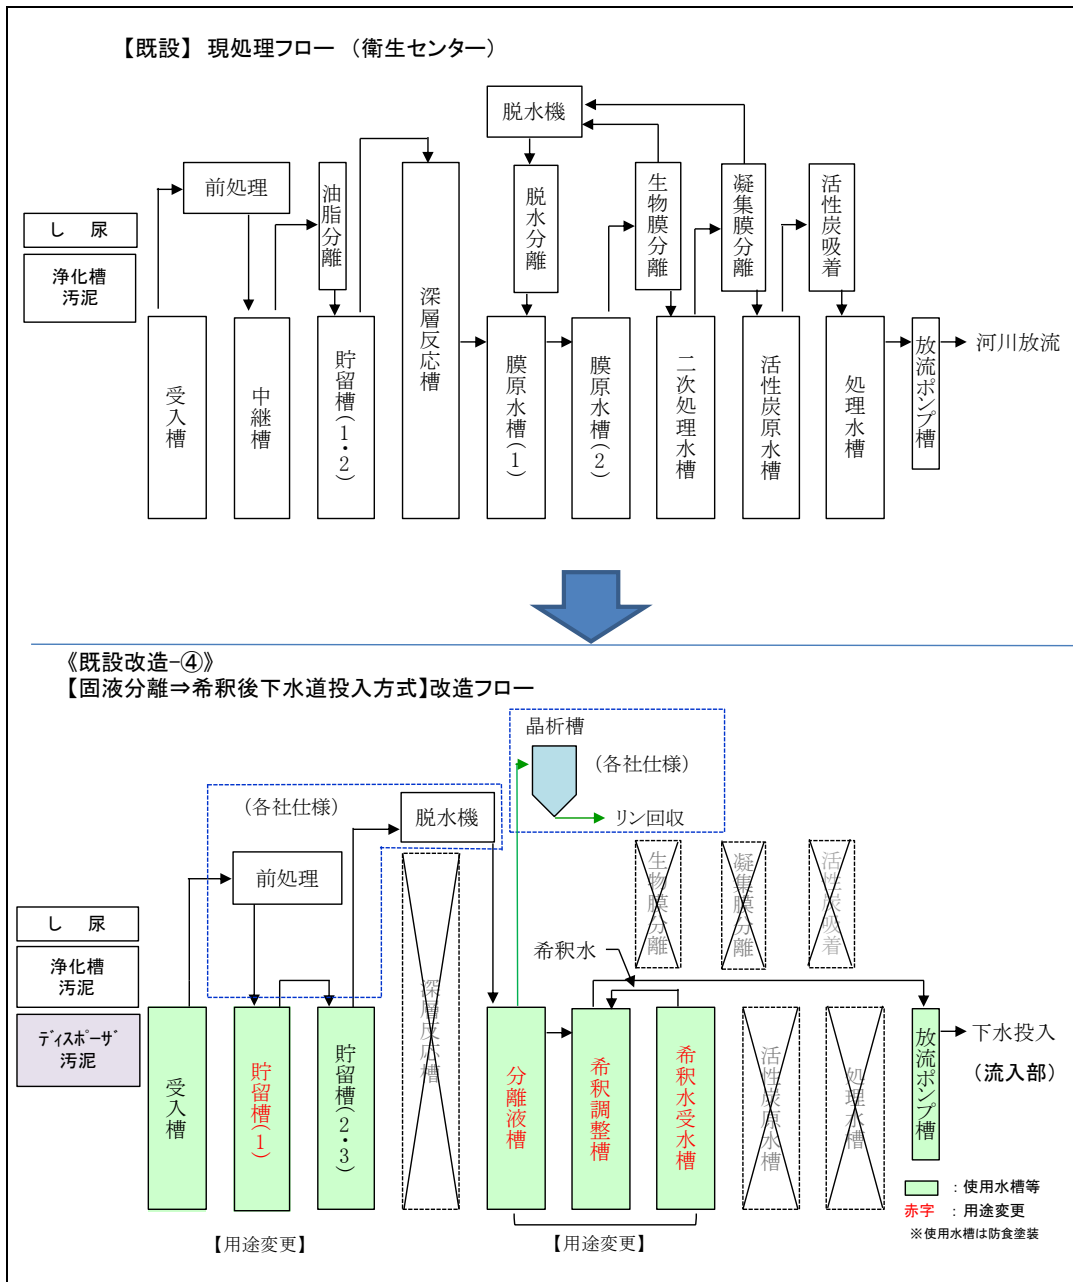 【既設】 現処理フロー （衛生センター）
脱水機
前処理
油脂分離
脱水分離
生物膜分離
凝集膜分離
活性炭吸着
し 尿
浄化槽
汚泥
受入槽
中継槽
貯留槽(1・2)
深層反応槽
膜原水槽(1)
膜原水槽(2)
二次処理水槽
活性炭原水槽
処理水槽
放流ポンプ槽
河川放流
《既設改造-④》
【固液分離⇒希釈後下水道投入方式】改造フロー
晶析槽
(各社仕様)
リン回収
(各社仕様)
脱水機
前処理
生物膜分離
凝集膜分離
活性炭吸着
し 尿
浄化槽
汚泥
ディスポーザ
汚泥
希釈水
受入槽
貯留槽(1)
貯留槽(2・3)
深層反応槽
分離液槽
希釈調整槽
希釈水受水槽
活性炭原水槽
処理水槽
放流ポンプ槽
下水投入
(流入部)
：使用水槽等
赤字 ：用途変更
※使用水槽は防食塗装
【用途変更】
【用途変更】